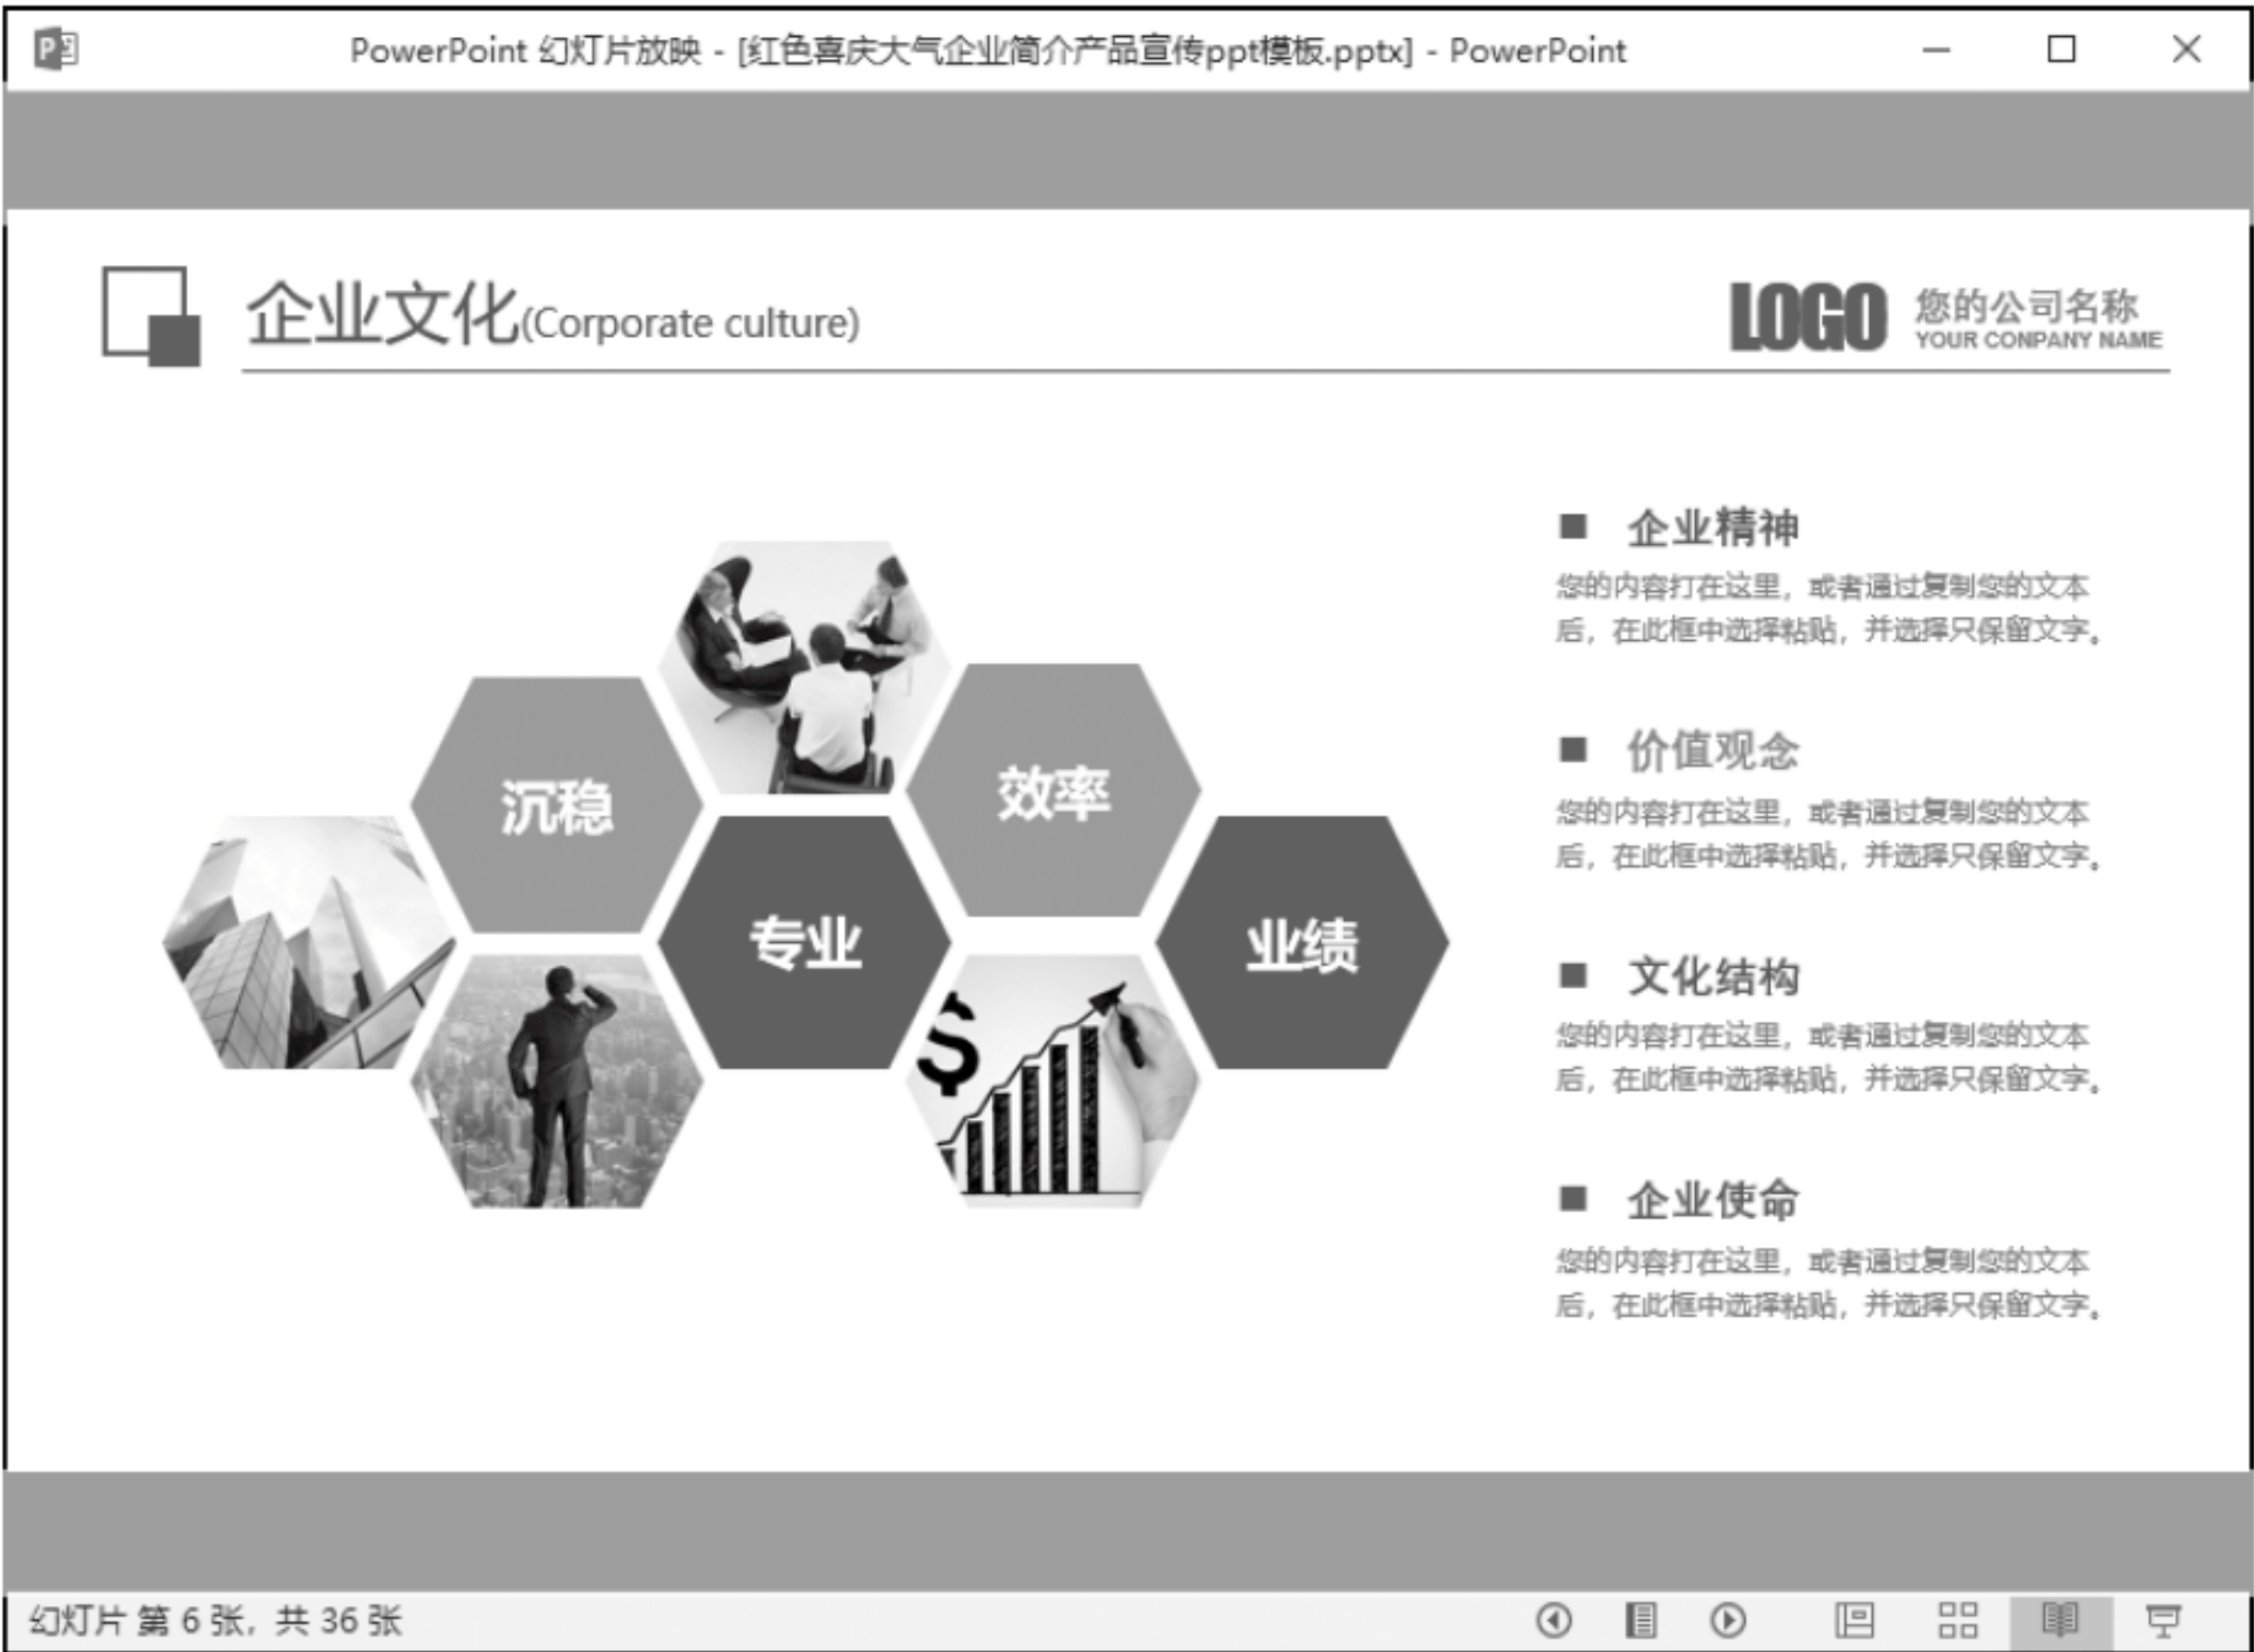 PowerPoint 幻灯片放映 - [红色喜庆大气企业简介产品宣传ppt模板.pptx] - PowerPoint
企业文化(Corporate culture)
LOGO
您的公司名称
YOUR CONPANY NAME
沉稳
效率
专业
业绩
$
企业精神
您的内容打在这里，或者通过复制您的文本
后，在此框中选择粘贴，并选择只保留文字。
价值观念
您的内容打在这里，或者通过复制您的文本
后，在此框中选择粘贴，并选择只保留文字。
文化结构
您的内容打在这里，或者通过复制您的文本
后，在此框中选择粘贴，并选择只保留文字。
企业使命
您的内容打在这里，或者通过复制您的文本
后，在此框中选择粘贴，并选择只保留文字。
幻灯片 第 6 张，共 36 张